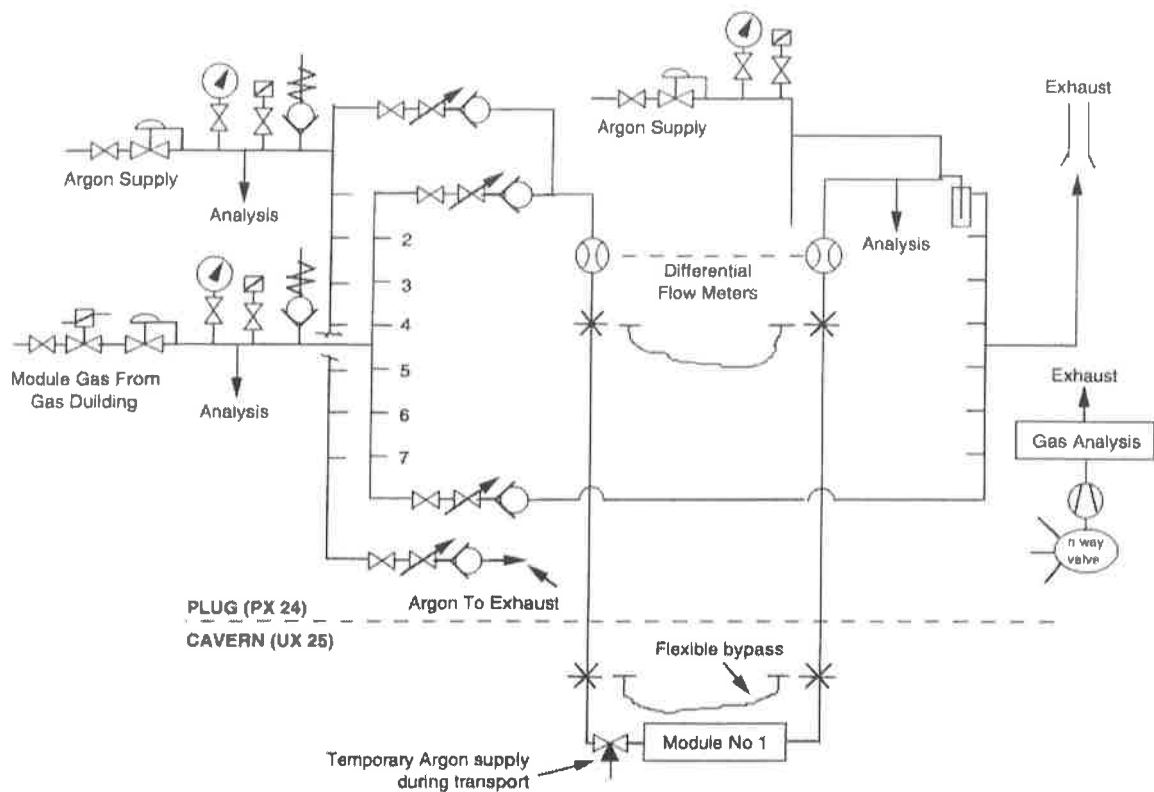 Argon Supply
Exhaust
Argon Supply
Analysis
2
3
4
5
6
7
Analysis
Differential
Flow Meters
Module Gas From
Gas Duilding
Analysis
Exhaust
Gas Analysis
n way
valve
Argon To Exhaust
PLUG (PX 24)
CAVERN (UX 25)
Flexible bypass
Module No 1
Temporary Argon supply
during transport